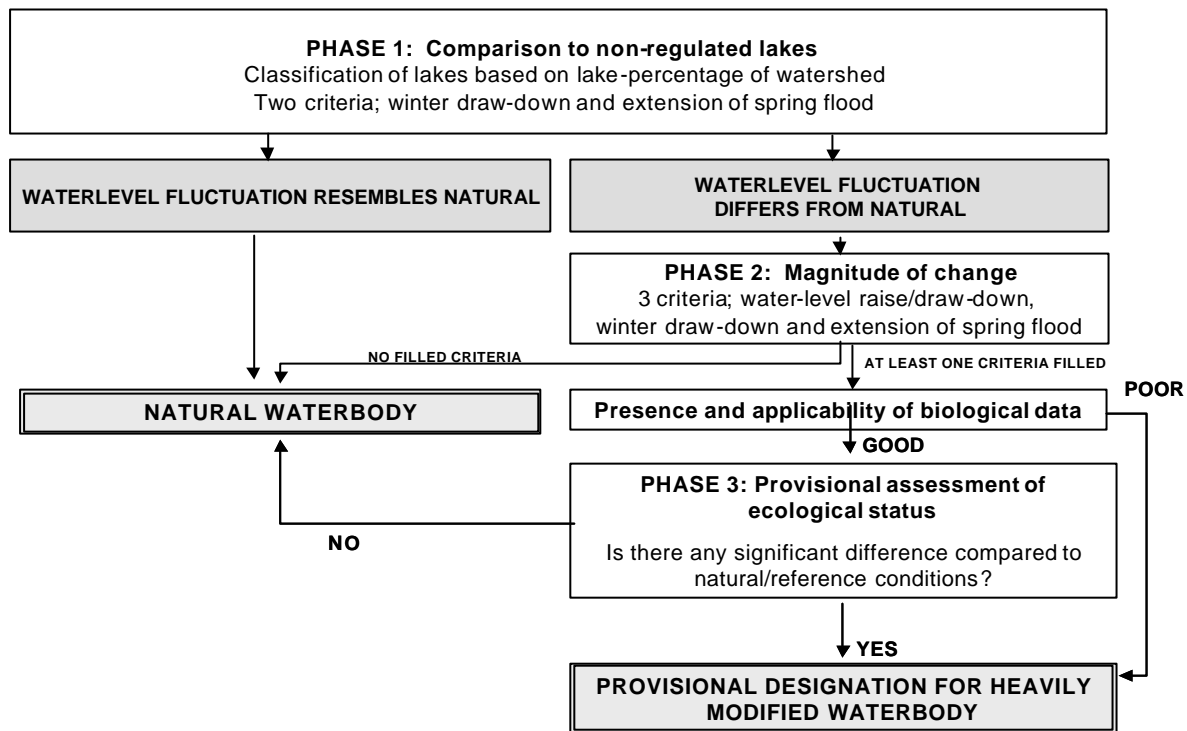 PHASE 1: Comparison to non-regulated lakes
Classification of lakes based on lake-percentage of watershed
Two criteria; winter draw-down and extension of spring flood
WATERLEVEL FLUCTUATION RESEMBLES NATURAL
WATERLEVEL FLUCTUATION
DIFFERS FROM NATURAL
PHASE 2: Magnitude of change
3 criteria; water-level raise/draw-down,
winter draw-down and extension of spring flood
NO FILLED CRITERIA
AT LEAST ONE CRITERIA FILLED
NATURAL WATERBODY
Presence and applicability of biological data
POOR
GOOD
PHASE 3: Provisional assessment of
ecological status
Is there any significant difference compared to
natural/reference conditions?
NO
YES
PROVISIONAL DESIGNATION FOR HEAVILY
MODIFIED WATERBODY